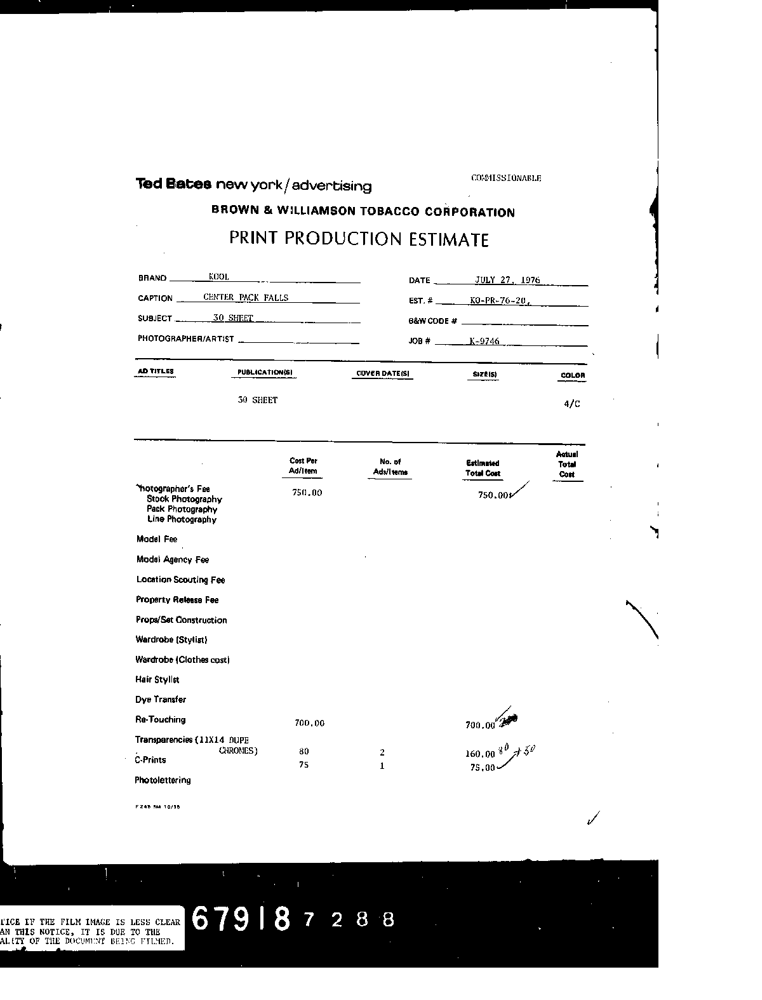 COMMISSIONABLE
Ted Bates new york/advertising
BROWN & WILLIAMSON TOBACCO CORPORATION
PRINT PRODUCTION ESTIMATE
BRAND KOOL DATE JULY 27, 1976
CAPTION CENTER PACK FALLS EST. # KO-PR-76-20,
SUBJECT 30 SHEET B&W CODE #
PHOTOGRAPHER/ARTIST JOB # K-9746
AD TITLES PUBLICATION(S) COVER DATE(S) SIZE(S) COLOR
30 SHEET 4/C
Cost Per Ad/Item No. of Ads/Items Estimated Total Cost Actual Total Cost
Photographer's Fee 750.00 750.00
Stock Photography
Pack Photography
Line Photography
Model Fee
Model Agency Fee
Location Scouting Fee
Property Release Fee
Props/Set Construction
Wardrobe (Stylist)
Wardrobe (Clothes cost)
Hair Stylist
Dye Transfer
Re-Touching 700.00 700.00
Transparencies (11X14 DUPE
CHROMES) 80 2 160.00 80 + 50
C-Prints 75 1 75.00
Photolettering
F 245 5M 10/15
TICE IF THE FILM IMAGE IS LESS CLEAR
AN THIS NOTICE, IT IS DUE TO THE
ALITY OF THE DOCUMENT BEING FILMED.
67918 7288